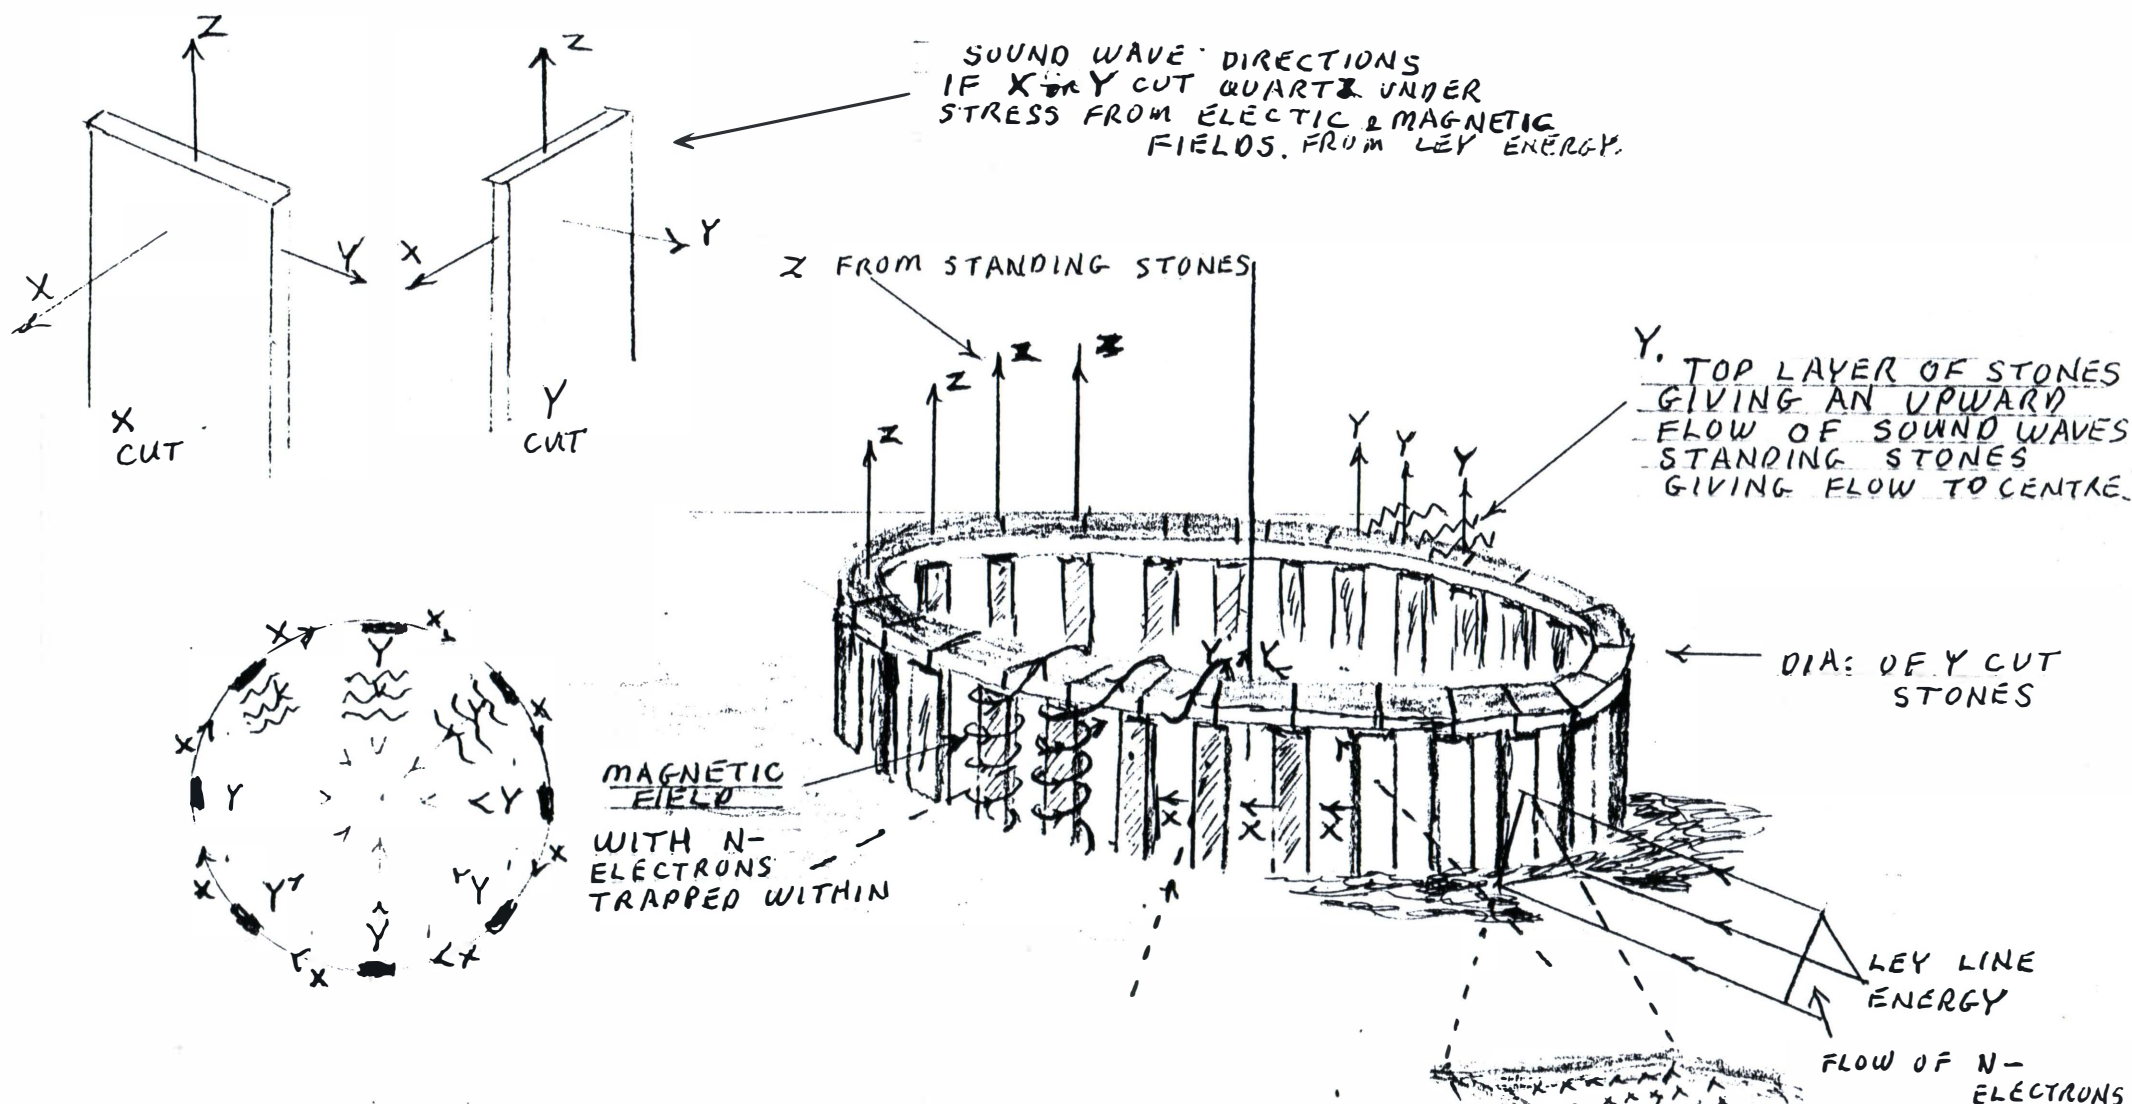 Z
Z
SOUND WAVE DIRECTIONS
IF X OR Y CUT QUARTZ UNDER
STRESS FROM ELECTIC & MAGNETIC
FIELDS. FROM LEY ENERGY.
X
Y
X
Y
X
CUT
Y
CUT
Z FROM STANDING STONES
Z
Z
Z
Z
Y
Y
Y
Y.
TOP LAYER OF STONES
GIVING AN UPWARD
FLOW OF SOUND WAVES
STANDING STONES
GIVING FLOW TO CENTRE.
DIA: OF Y CUT
STONES
X
X
Y
X
X
Y
Y
X
X
Y
Y
X
Y
X
MAGNETIC
FIELD
WITH N-
ELECTRONS
TRAPPED WITHIN
Y
X
X
X
LEY LINE
ENERGY
FLOW OF N-
ELECTRONS